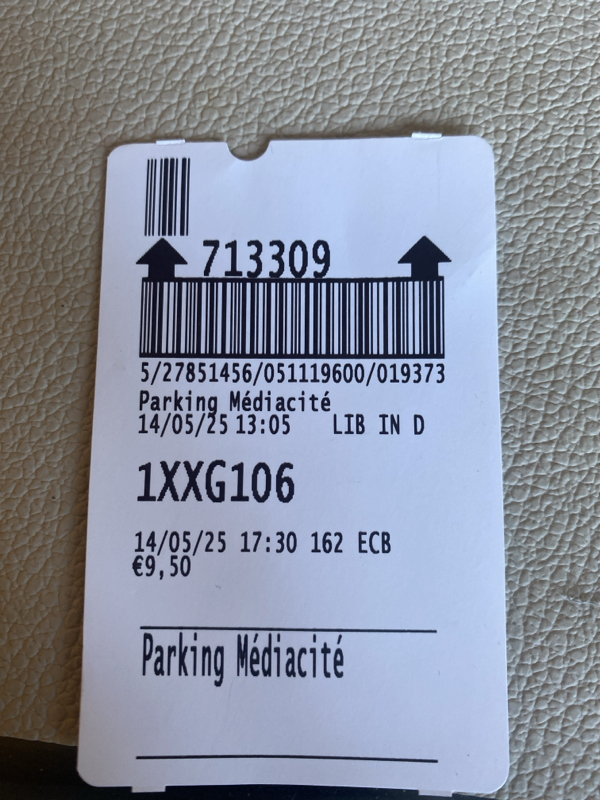 713309
5/27851456/051119600/019373
Parking Médiacité
14/05/25 13:05 LIB IN D
1XXG106
14/05/25 17:30 162 ECB
€9,50
Parking Médiacité